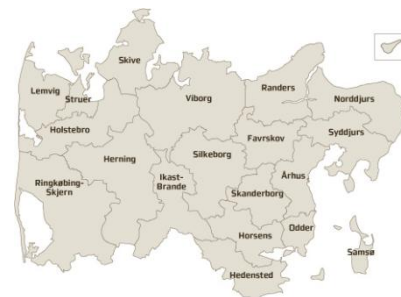 Skive
Lemvig
Struer
Viborg
Randers
Norddjurs
Holstebro
Favrskov
Syddjurs
Herning
Silkeborg
Ikast-
Brande
Århus
Ringkøbing-
Skjern
Skanderborg
Horsens
Odder
Samsø
Hedensted